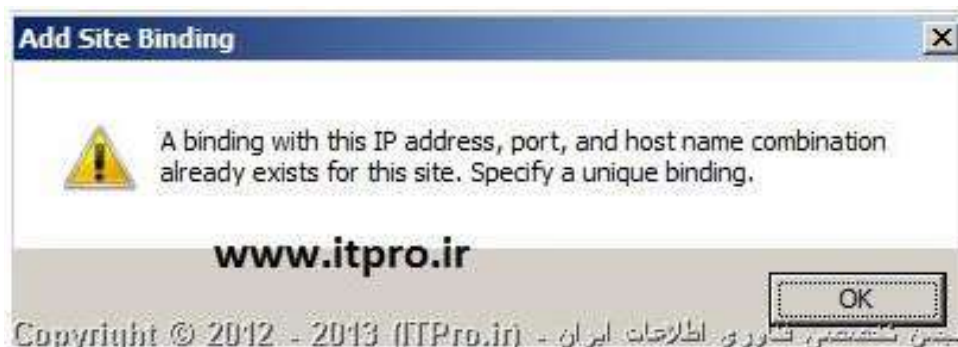 Add Site Binding
A binding with this IP address, port, and host name combination
already exists for this site. Specify a unique binding.
www.itpro.ir
OK
Copyright © 2012 - 2013 (ITPro.ir) - فناوری اطلاعات ایران